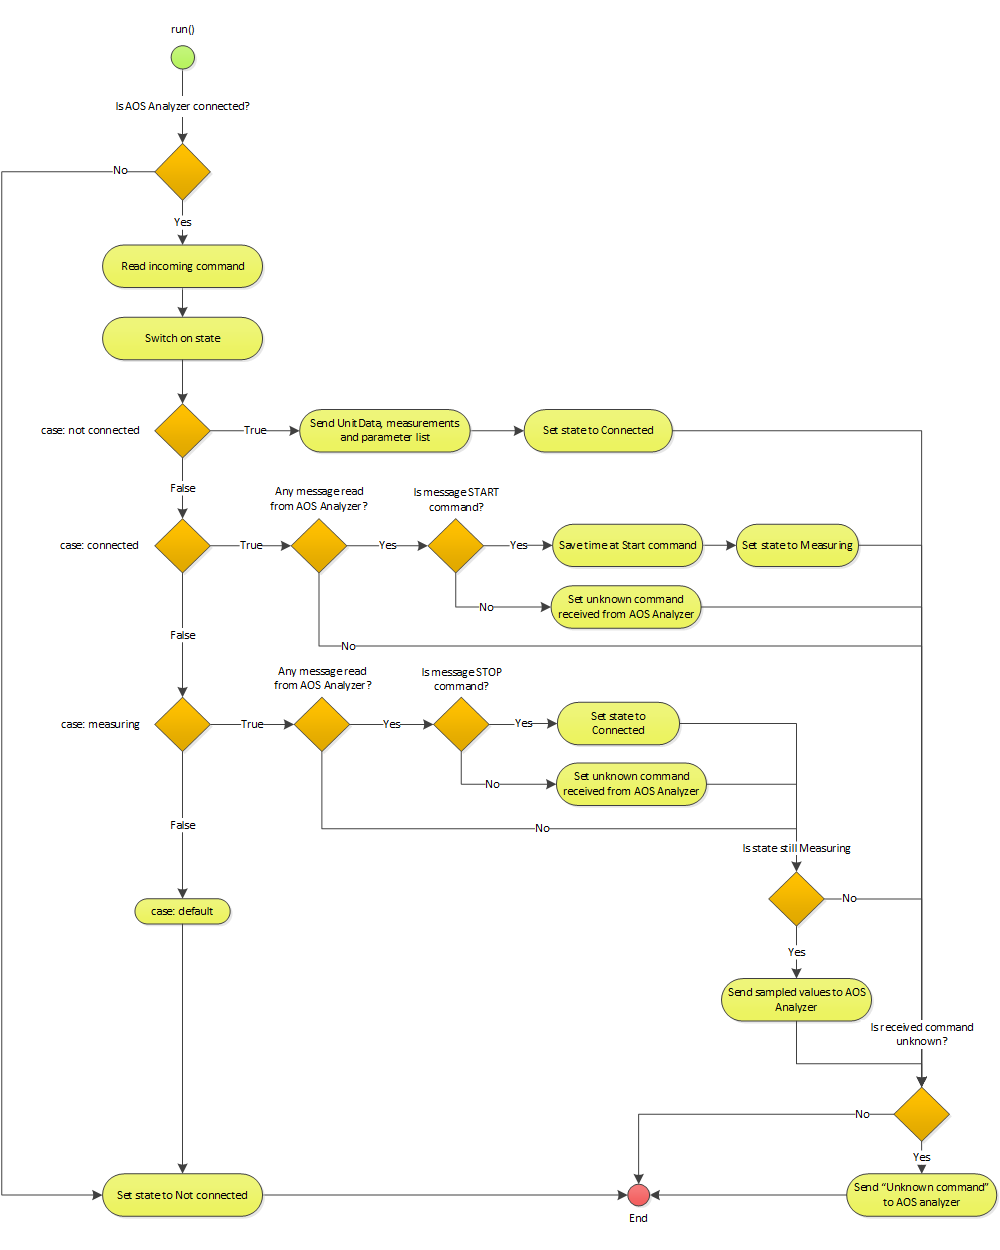 run()
Is AOS Analyzer connected?
No
Yes
Read incoming command
Switch on state
case: not connected
True
Send UnitData, measurements
and parameter list
Set state to Connected
False
Any message read
from AOS Analyzer?
Is message START
command?
case: connected
True
Yes
Yes
Save time at Start command
Set state to Measuring
No
Set unknown command
received from AOS Analyzer
False
No
Any message read
from AOS Analyzer?
Is message STOP
command?
case: measuring
True
Yes
Yes
Set state to
Connected
No
Set unknown command
received from AOS Analyzer
False
No
Is state still Measuring
No
case: default
Yes
Send sampled values to AOS
Analyzer
Is received command
unknown?
No
Yes
Set state to Not connected
Send “Unknown command”
to AOS analyzer
End